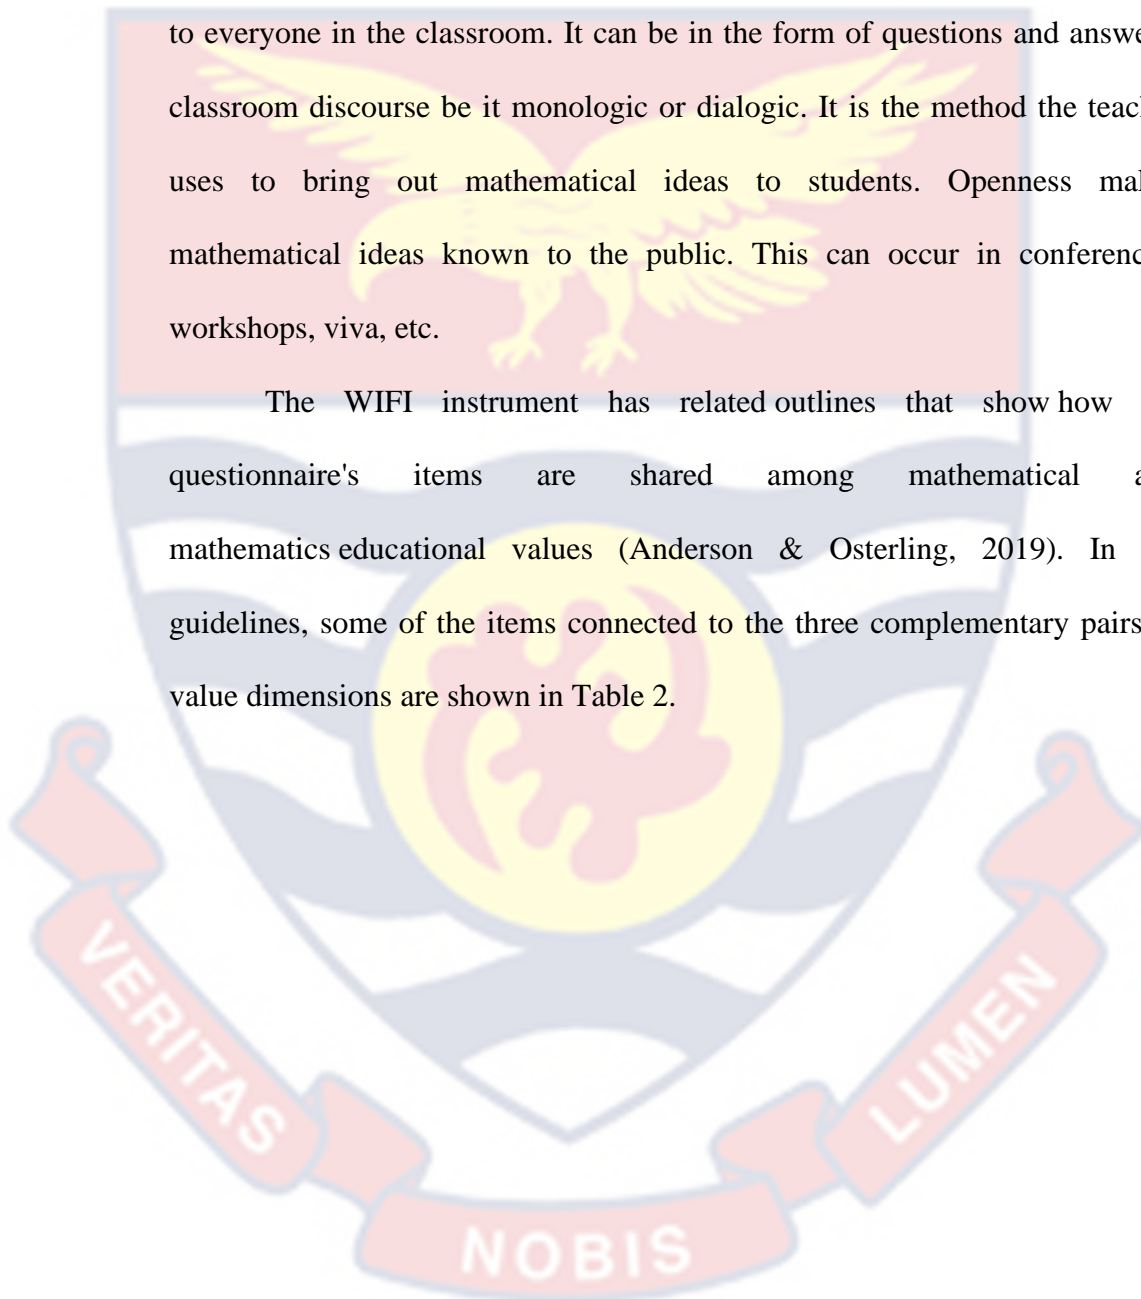 to everyone in the classroom. It can be in the form of questions and answe
classroom discourse be it monologic or dialogic. It is the method the teach
uses to bring out mathematical ideas to students. Openness mak
mathematical ideas known to the public. This can occur in conferenc
workshops, viva, etc.
The WIFI instrument has related outlines that show how
questionnaire's items are shared among mathematical a
mathematics educational values (Anderson & Osterling, 2019). In
guidelines, some of the items connected to the three complementary pairs
value dimensions are shown in Table 2.
VERITAS
NOBIS
LUMEN